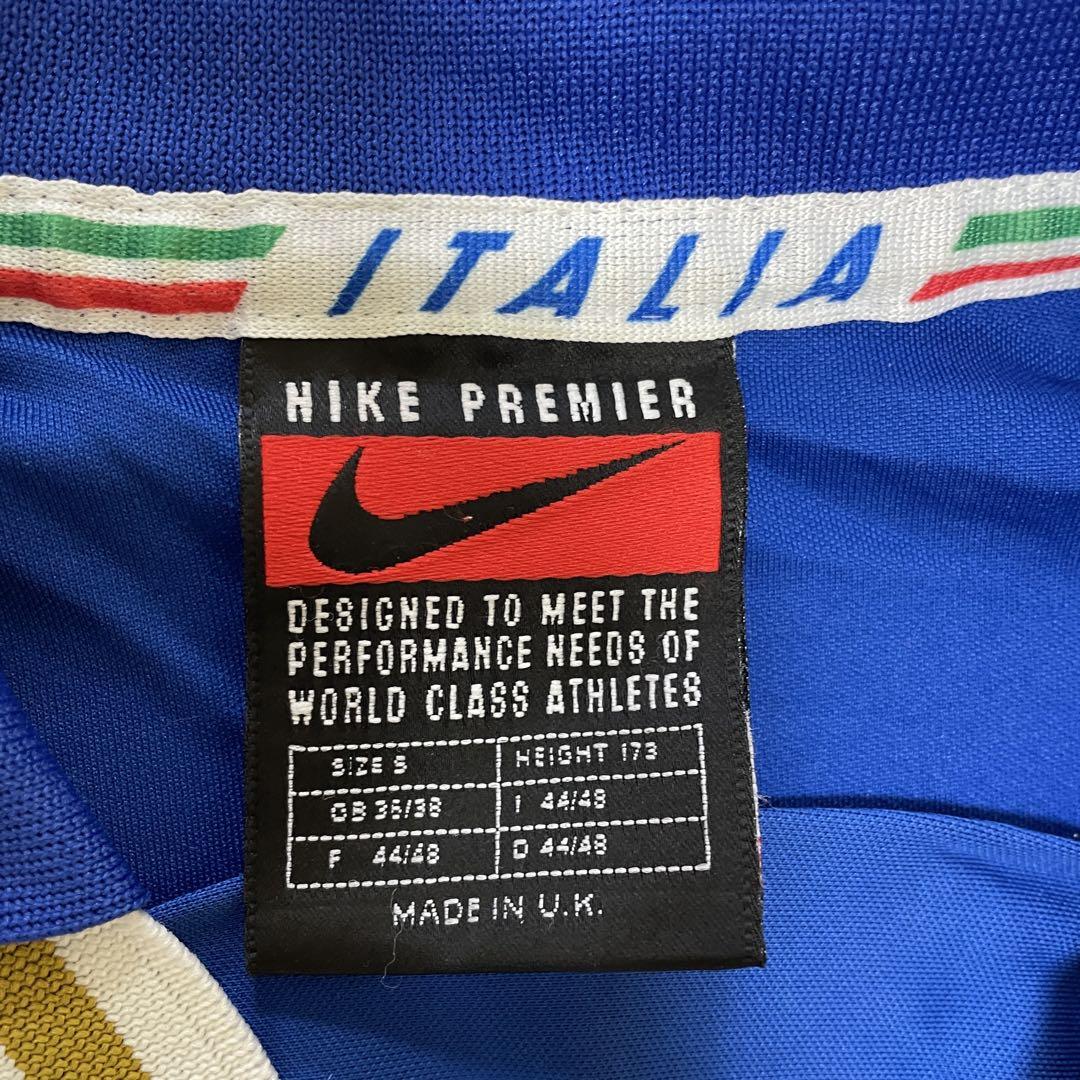 ITALIA
NIKE PREMIER
DESIGNED TO MEET THE
PERFORMANCE NEEDS OF
WORLD CLASS ATHLETES
SIZE S HEIGHT 173
GB 36/38 I 44/48
F 44/48 D 44/48
MADE IN U.K.